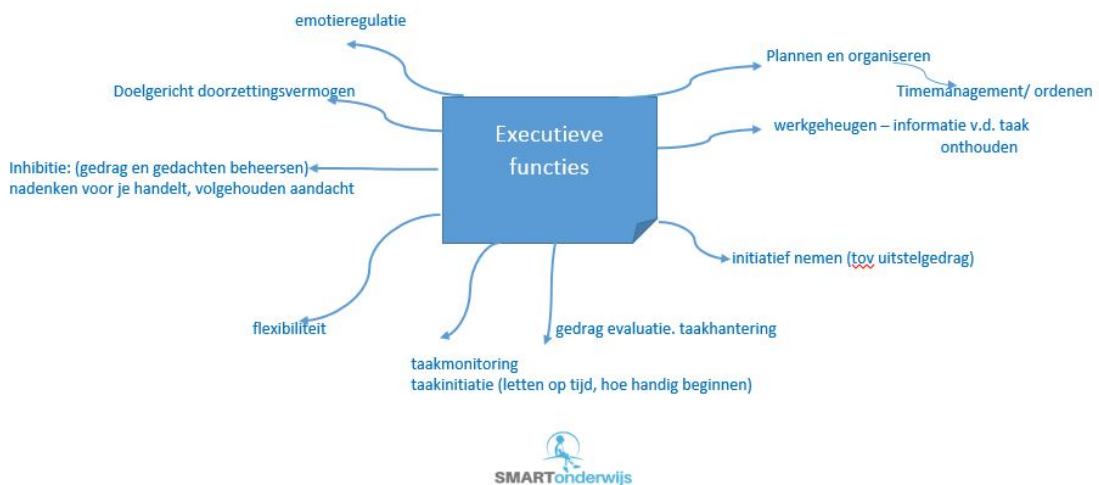 emotieregulatie
Plannen en organiseren
Doelgericht doorzettingsvermogen
Timemanagement/ ordenen
Executieve
functies
werkgeheugen – informatie v.d. taak
onthouden
Inhibitie: (gedrag en gedachten beheersen)
nadenken voor je handelt, volgehouden aandacht
initiatief nemen (tov uitstelgedrag)
flexibiliteit
gedrag evaluatie. taakhantering
taakmonitoring
taakinitiatie (letten op tijd, hoe handig beginnen)
SMARTonderwijs